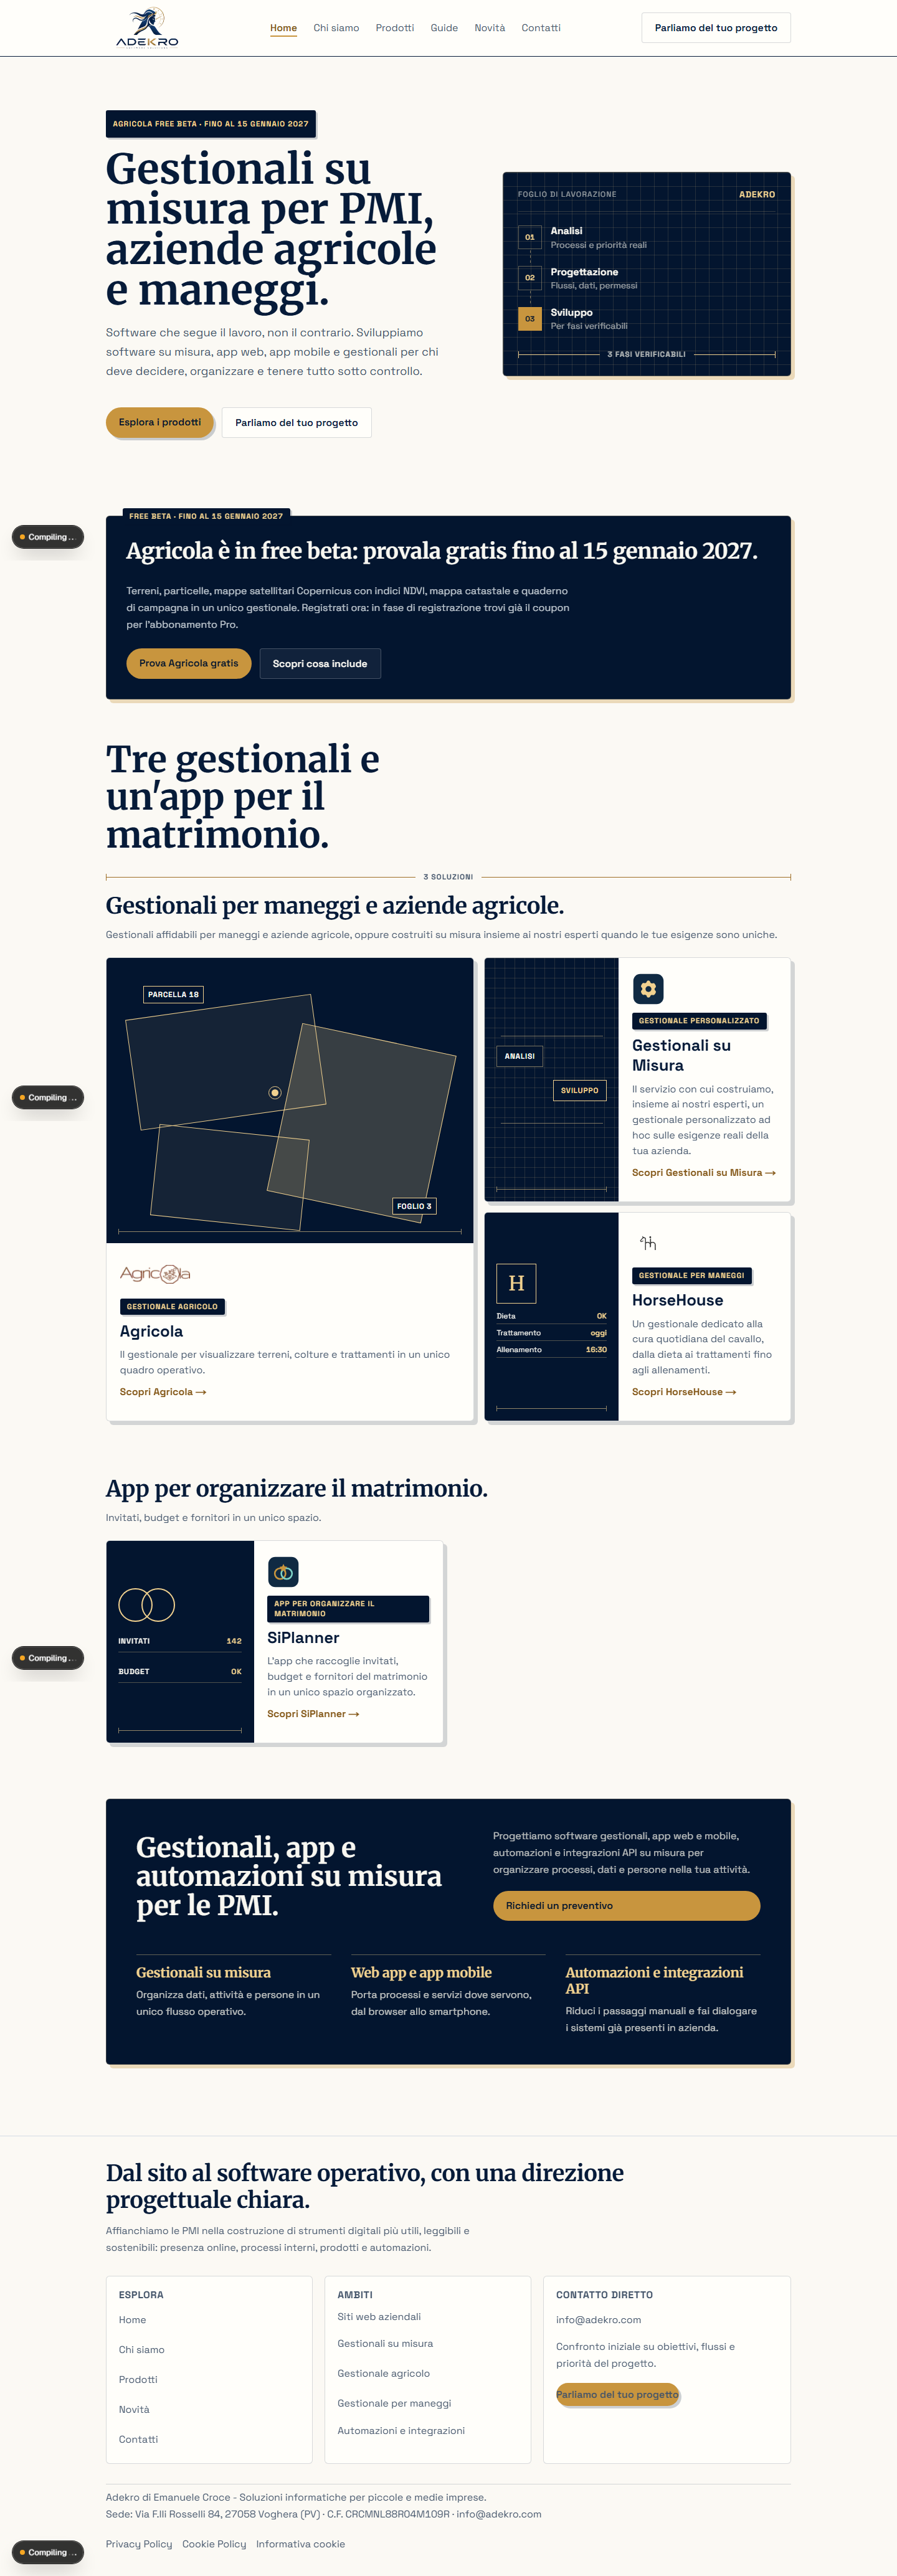 ADEKRO
Home Chi siamo Prodotti Guide Novità Contatti
Parliamo del tuo progetto
AGRICOLA FREE BETA · FINO AL 15 GENNAIO 2027
Gestionali su
misura per PMI,
aziende agricole
e maneggi.
Software che segue il lavoro, non il contrario. Sviluppiamo
software su misura, app web, app mobile e gestionali per chi
deve decidere, organizzare e tenere tutto sotto controllo.
Esplora i prodotti
Parliamo del tuo progetto
FOGLIO DI LAVORAZIONE
ADEKRO
01
Analisi
Processi e priorità reali
02
Progettazione
Flussi, dati, permessi
03
Sviluppo
Per fasi verificabili
3 FASI VERIFICABILI
Compiling ...
FREE BETA · FINO AL 15 GENNAIO 2027
Agricola è in free beta: provala gratis fino al 15 gennaio 2027.
Terreni, particelle, mappe satellitari Copernicus con indici NDVI, mappa catastale e quaderno
di campagna in un unico gestionale. Registrati ora: in fase di registrazione trovi già il coupon
per l'abbonamento Pro.
Prova Agricola gratis
Scopri cosa include
Tre gestionali e
un'app per il
matrimonio.
3 SOLUZIONI
Gestionali per maneggi e aziende agricole.
Gestionali affidabili per maneggi e aziende agricole, oppure costruiti su misura insieme ai nostri esperti quando le tue esigenze sono uniche.
PARCELLA 18
FOGLIO 3
Agricola
GESTIONALE AGRICOLO
Agricola
Il gestionale per visualizzare terreni, colture e trattamenti in un unico
quadro operativo.
Scopri Agricola →
ANALISI
SVILUPPO
GESTIONALE PERSONALIZZATO
Gestionali su
Misura
Il servizio con cui costruiamo,
insieme ai nostri esperti, un
gestionale personalizzato ad
hoc sulle esigenze reali della
tua azienda.
Scopri Gestionali su Misura →
Compiling ...
H
Dieta OK
Trattamento oggi
Allenamento 16:30
GESTIONALE PER MANEGGI
HorseHouse
Un gestionale dedicato alla
cura quotidiana del cavallo,
dalla dieta ai trattamenti fino
agli allenamenti.
Scopri HorseHouse →
App per organizzare il matrimonio.
Invitati, budget e fornitori in un unico spazio.
INVITATI 142
BUDGET OK
APP PER ORGANIZZARE IL
MATRIMONIO
SiPlanner
L'app che raccoglie invitati,
budget e fornitori del matrimonio
in un unico spazio organizzato.
Scopri SiPlanner →
Compiling ...
Gestionali, app e
automazioni su misura
per le PMI.
Progettiamo software gestionali, app web e mobile,
automazioni e integrazioni API su misura per
organizzare processi, dati e persone nella tua attività.
Richiedi un preventivo
Gestionali su misura
Organizza dati, attività e persone in un
unico flusso operativo.
Web app e app mobile
Porta processi e servizi dove servono,
dal browser allo smartphone.
Automazioni e integrazioni
API
Riduci i passaggi manuali e fai dialogare
i sistemi già presenti in azienda.
Dal sito al software operativo, con una direzione
progettuale chiara.
Affianchiamo le PMI nella costruzione di strumenti digitali più utili, leggibili e
sostenibili: presenza online, processi interni, prodotti e automazioni.
ESPLORA
Home
Chi siamo
Prodotti
Novità
Contatti
AMBITI
Siti web aziendali
Gestionali su misura
Gestionale agricolo
Gestionale per maneggi
Automazioni e integrazioni
CONTATTO DIRETTO
info@adekro.com
Confronto iniziale su obiettivi, flussi e
priorità del progetto.
Parliamo del tuo progetto
Adekro di Emanuele Croce - Soluzioni informatiche per piccole e medie imprese.
Sede: Via F.lli Rosselli 84, 27058 Voghera (PV) · C.F. CRCMNL88R04M109R · info@adekro.com
Privacy Policy Cookie Policy Informativa cookie
Compiling ...